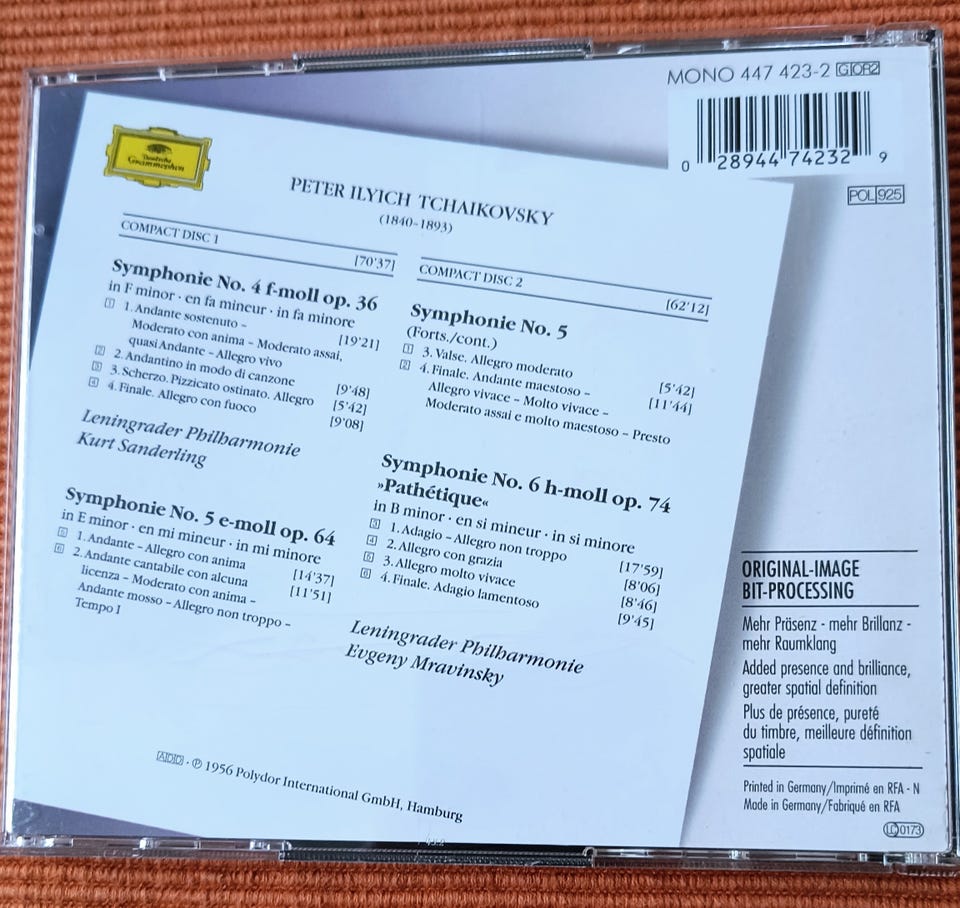 MONO 447 423-2 G OR2
0 28944 74232 9
POL 925
Deutsche
Grammophon
PETER ILYICH TCHAIKOVSKY
(1840–1893)
COMPACT DISC 1 [70'37]
Symphonie No. 4 f-moll op. 36
in F minor · en fa mineur · in fa minore
1 1. Andante sostenuto – [19'21]
Moderato con anima – Moderato assai,
quasi Andante – Allegro vivo
2 2. Andantino in modo di canzone [9'48]
3 3. Scherzo. Pizzicato ostinato. Allegro [5'42]
4 4. Finale. Allegro con fuoco [9'08]
Leningrader Philharmonie
Kurt Sanderling
Symphonie No. 5 e-moll op. 64
in E minor · en mi mineur · in mi minore
5 1. Andante – Allegro con anima [14'37]
6 2. Andante cantabile con alcuna [11'51]
licenza – Moderato con anima –
Andante mosso – Allegro non troppo –
Tempo I
COMPACT DISC 2 [62'12]
Symphonie No. 5
(Forts./cont.)
1 3. Valse. Allegro moderato [5'42]
2 4. Finale. Andante maestoso – [11'44]
Allegro vivace – Molto vivace –
Moderato assai e molto maestoso – Presto
Symphonie No. 6 h-moll op. 74
»Pathétique«
in B minor · en si mineur · in si minore
3 1. Adagio – Allegro non troppo [17'59]
4 2. Allegro con grazia [8'06]
5 3. Allegro molto vivace [8'46]
6 4. Finale. Adagio lamentoso [9'45]
Leningrader Philharmonie
Evgeny Mravinsky
ADD · ℗ 1956 Polydor International GmbH, Hamburg
ORIGINAL-IMAGE
BIT-PROCESSING
Mehr Präsenz - mehr Brillanz -
mehr Raumklang
Added presence and brilliance,
greater spatial definition
Plus de présence, pureté
du timbre, meilleure définition
spatiale
Printed in Germany/Imprimé en RFA - N
Made in Germany/Fabriqué en RFA
LC 0173